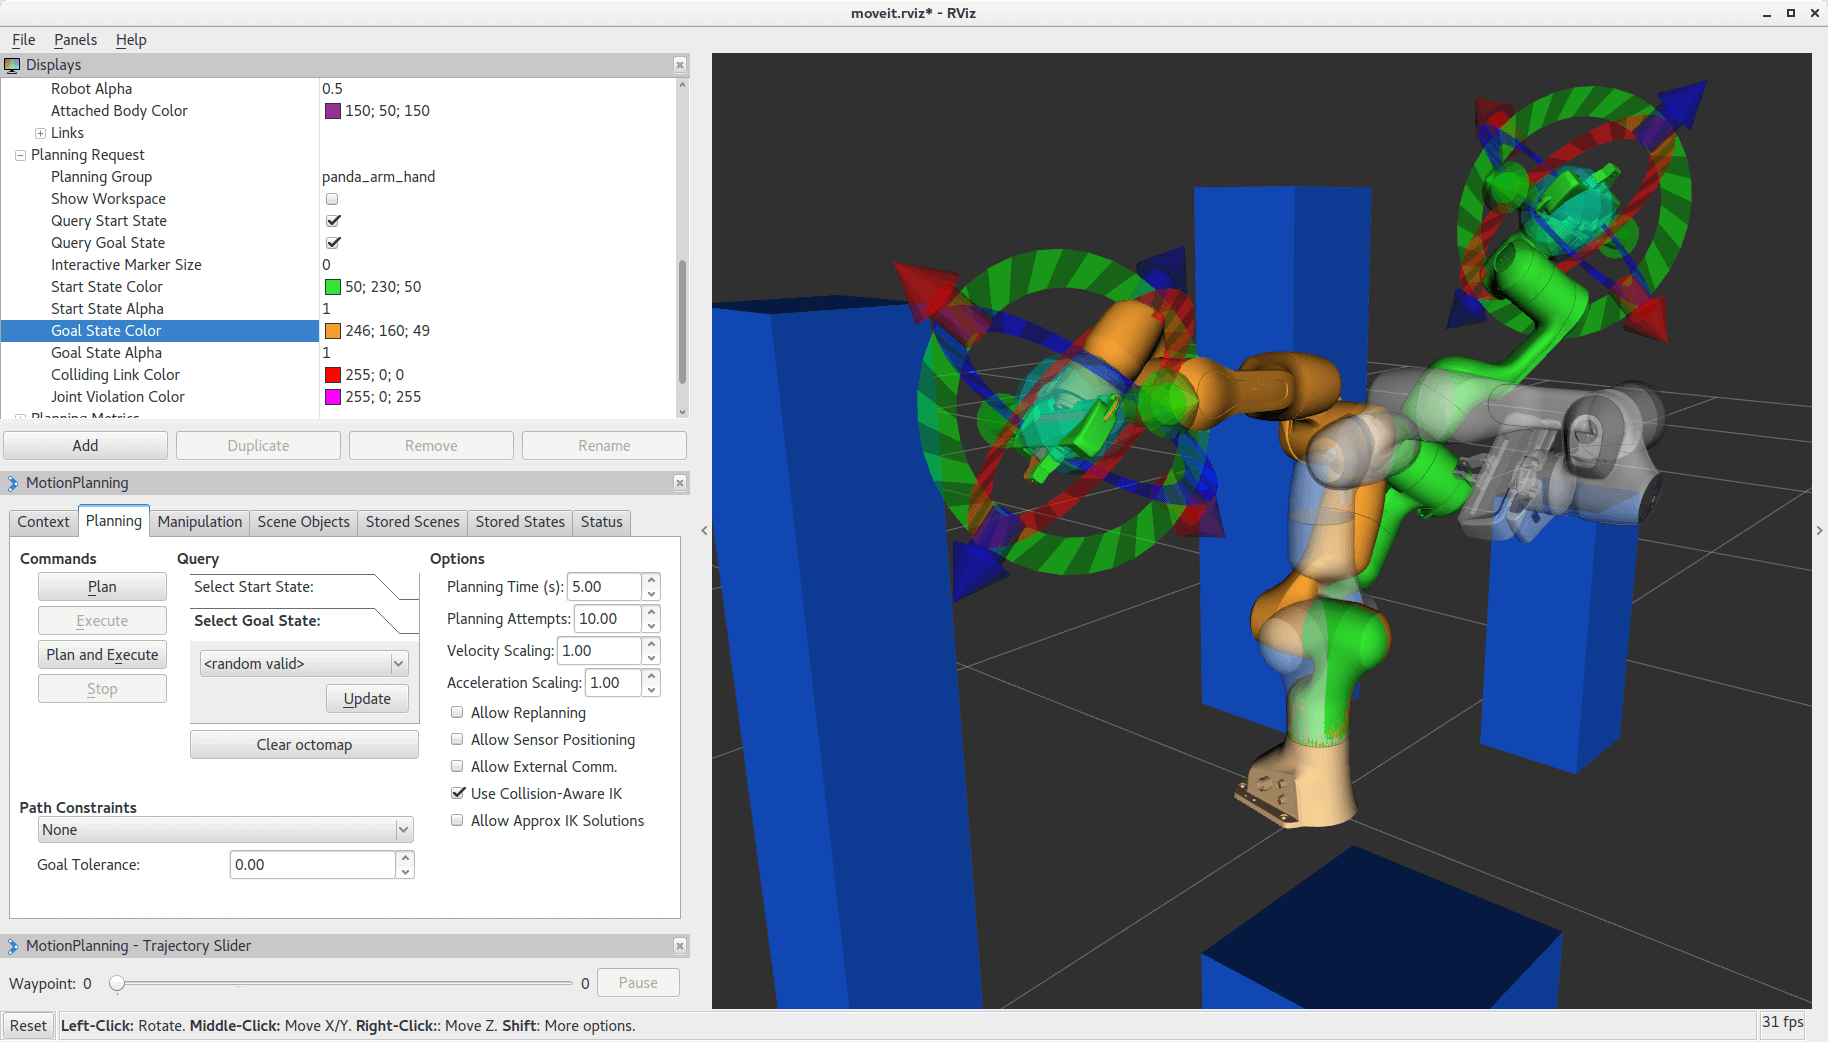 moveit.rviz* - RViz
File Panels Help
Displays
Robot Alpha 0.5
Attached Body Color 150; 50; 150
Links
Planning Request
Planning Group panda_arm_hand
Show Workspace
Query Start State
Query Goal State
Interactive Marker Size 0
Start State Color 50; 230; 50
Start State Alpha 1
Goal State Color 246; 160; 49
Goal State Alpha 1
Colliding Link Color 255; 0; 0
Joint Violation Color 255; 0; 255
Planning Metrics
Add Duplicate Remove Rename
MotionPlanning
Context Planning Manipulation Scene Objects Stored Scenes Stored States Status
Commands
Plan
Execute
Plan and Execute
Stop
Query
Select Start State:
Select Goal State:
<random valid>
Update
Clear octomap
Options
Planning Time (s): 5.00
Planning Attempts: 10.00
Velocity Scaling: 1.00
Acceleration Scaling: 1.00
Allow Replanning
Allow Sensor Positioning
Allow External Comm.
Use Collision-Aware IK
Allow Approx IK Solutions
Path Constraints
None
Goal Tolerance: 0.00
MotionPlanning - Trajectory Slider
Waypoint: 0 0 Pause
Reset Left-Click: Rotate. Middle-Click: Move X/Y. Right-Click:: Move Z. Shift: More options. 31 fps